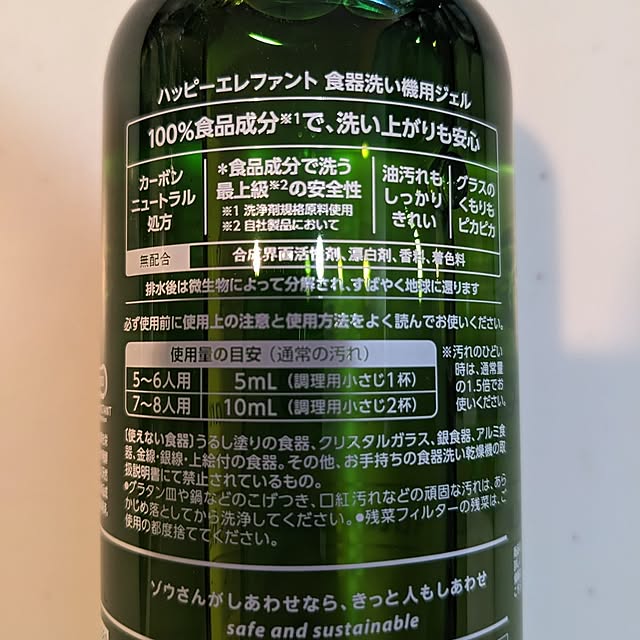 ハッピーエレファント 食器洗い機用ジェル
100%食品成分※1で、洗い上がりも安心
カーボン
ニュートラル
処方
*食品成分で洗う
最上級※2の安全性
※1 洗浄剤規格原料使用
※2 自社製品において
油汚れも
しっかり
きれい
グラスの
くもりも
ピカピカ
無配合 合成界面活性剤、漂白剤、香料、着色料
排水後は微生物によって分解され、すばやく地球に還ります
必ず使用前に使用上の注意と使用方法をよく読んでお使いください。
使用量の目安(通常の汚れ)
5〜6人用 5mL(調理用小さじ1杯)
7〜8人用 10mL(調理用小さじ2杯)
※汚れのひどい
時は、通常量
の1.5倍でお
使いください。
【使えない食器】うるし塗りの食器、クリスタルガラス、銀食器、アルミ食
器、金線・銀線・上絵付の食器。その他、お手持ちの食器洗い乾燥機の取
扱説明書にて禁止されているもの。
●グラタン皿や鍋などのこげつき、口紅汚れなどの頑固な汚れは、あら
かじめ落としてから洗浄してください。●残菜フィルターの残菜は、ご
使用の都度捨ててください。
ゾウさんがしあわせなら、きっと人もしあわせ
safe and sustainable